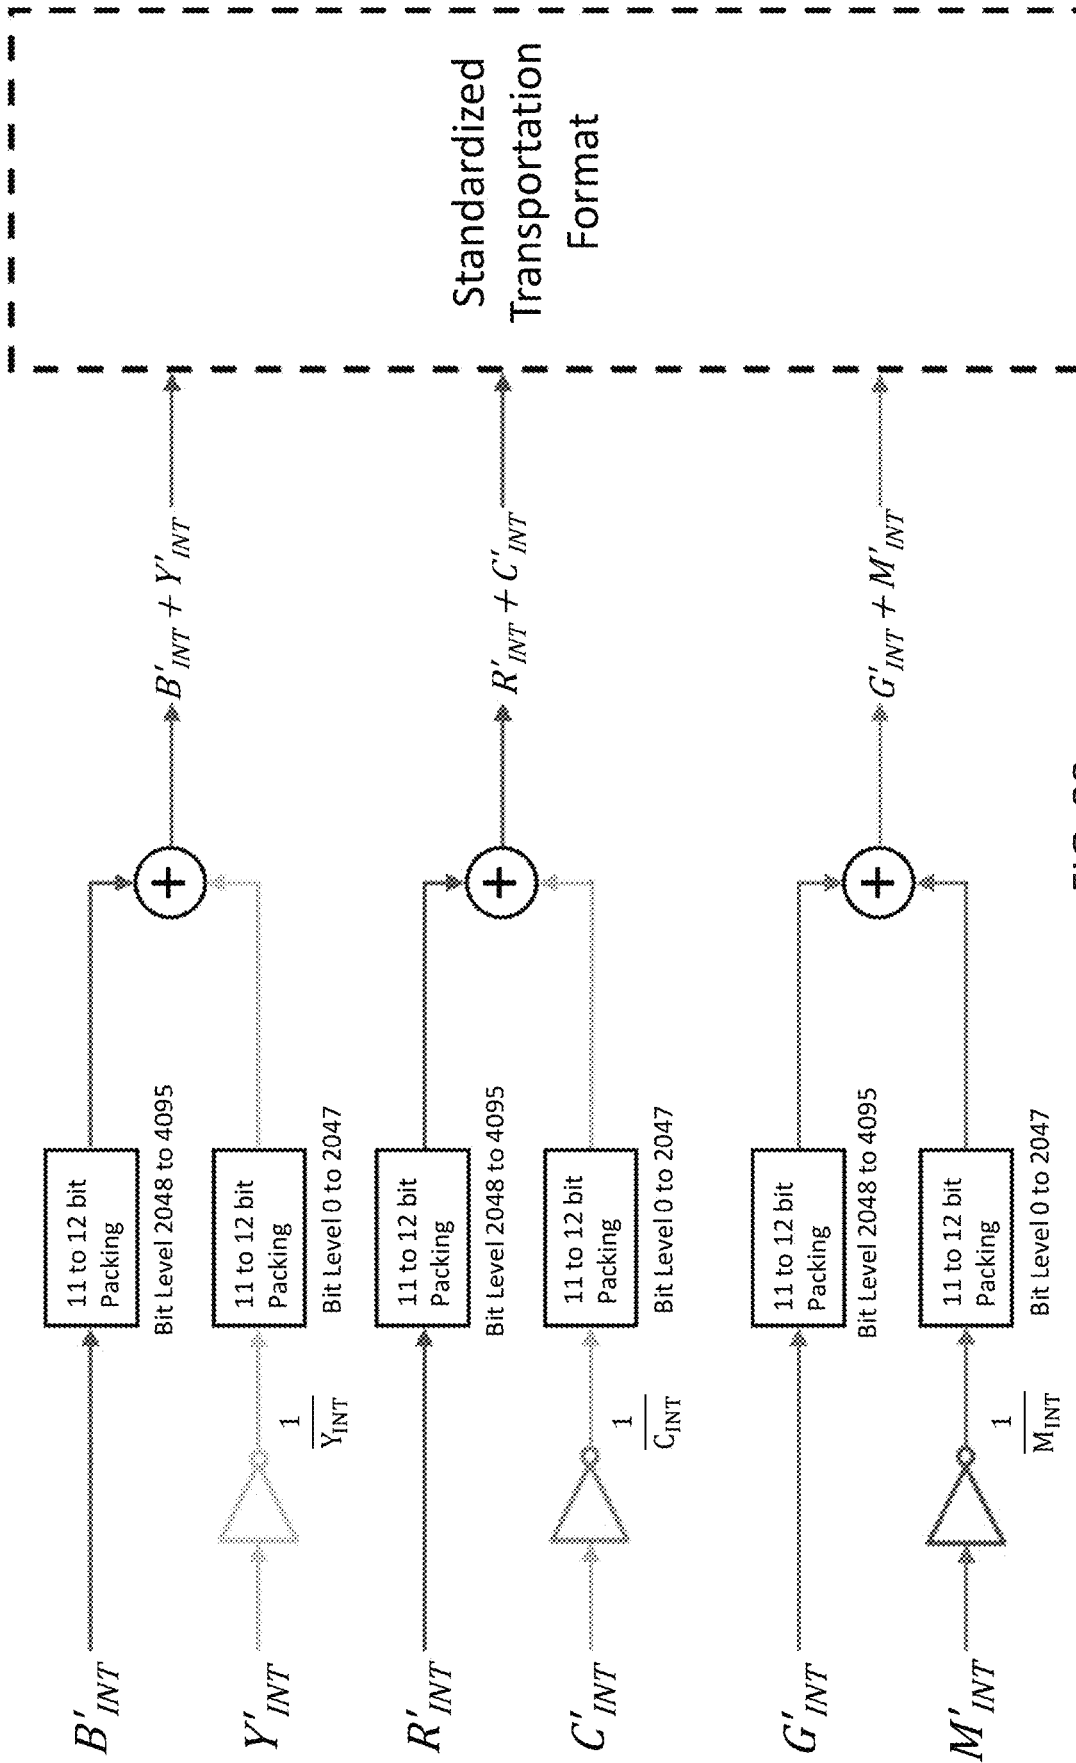 B'INT
11 to 12 bit
Packing
Bit Level 2048 to 4095
Y'INT
1
YINT
11 to 12 bit
Packing
Bit Level 0 to 2047
+
B'INT + Y'INT
R'INT
11 to 12 bit
Packing
Bit Level 2048 to 4095
C'INT
1
CINT
11 to 12 bit
Packing
Bit Level 0 to 2047
+
R'INT + C'INT
G'INT
11 to 12 bit
Packing
Bit Level 2048 to 4095
M'INT
1
MINT
11 to 12 bit
Packing
Bit Level 0 to 2047
+
G'INT + M'INT
Standardized
Transportation
Format